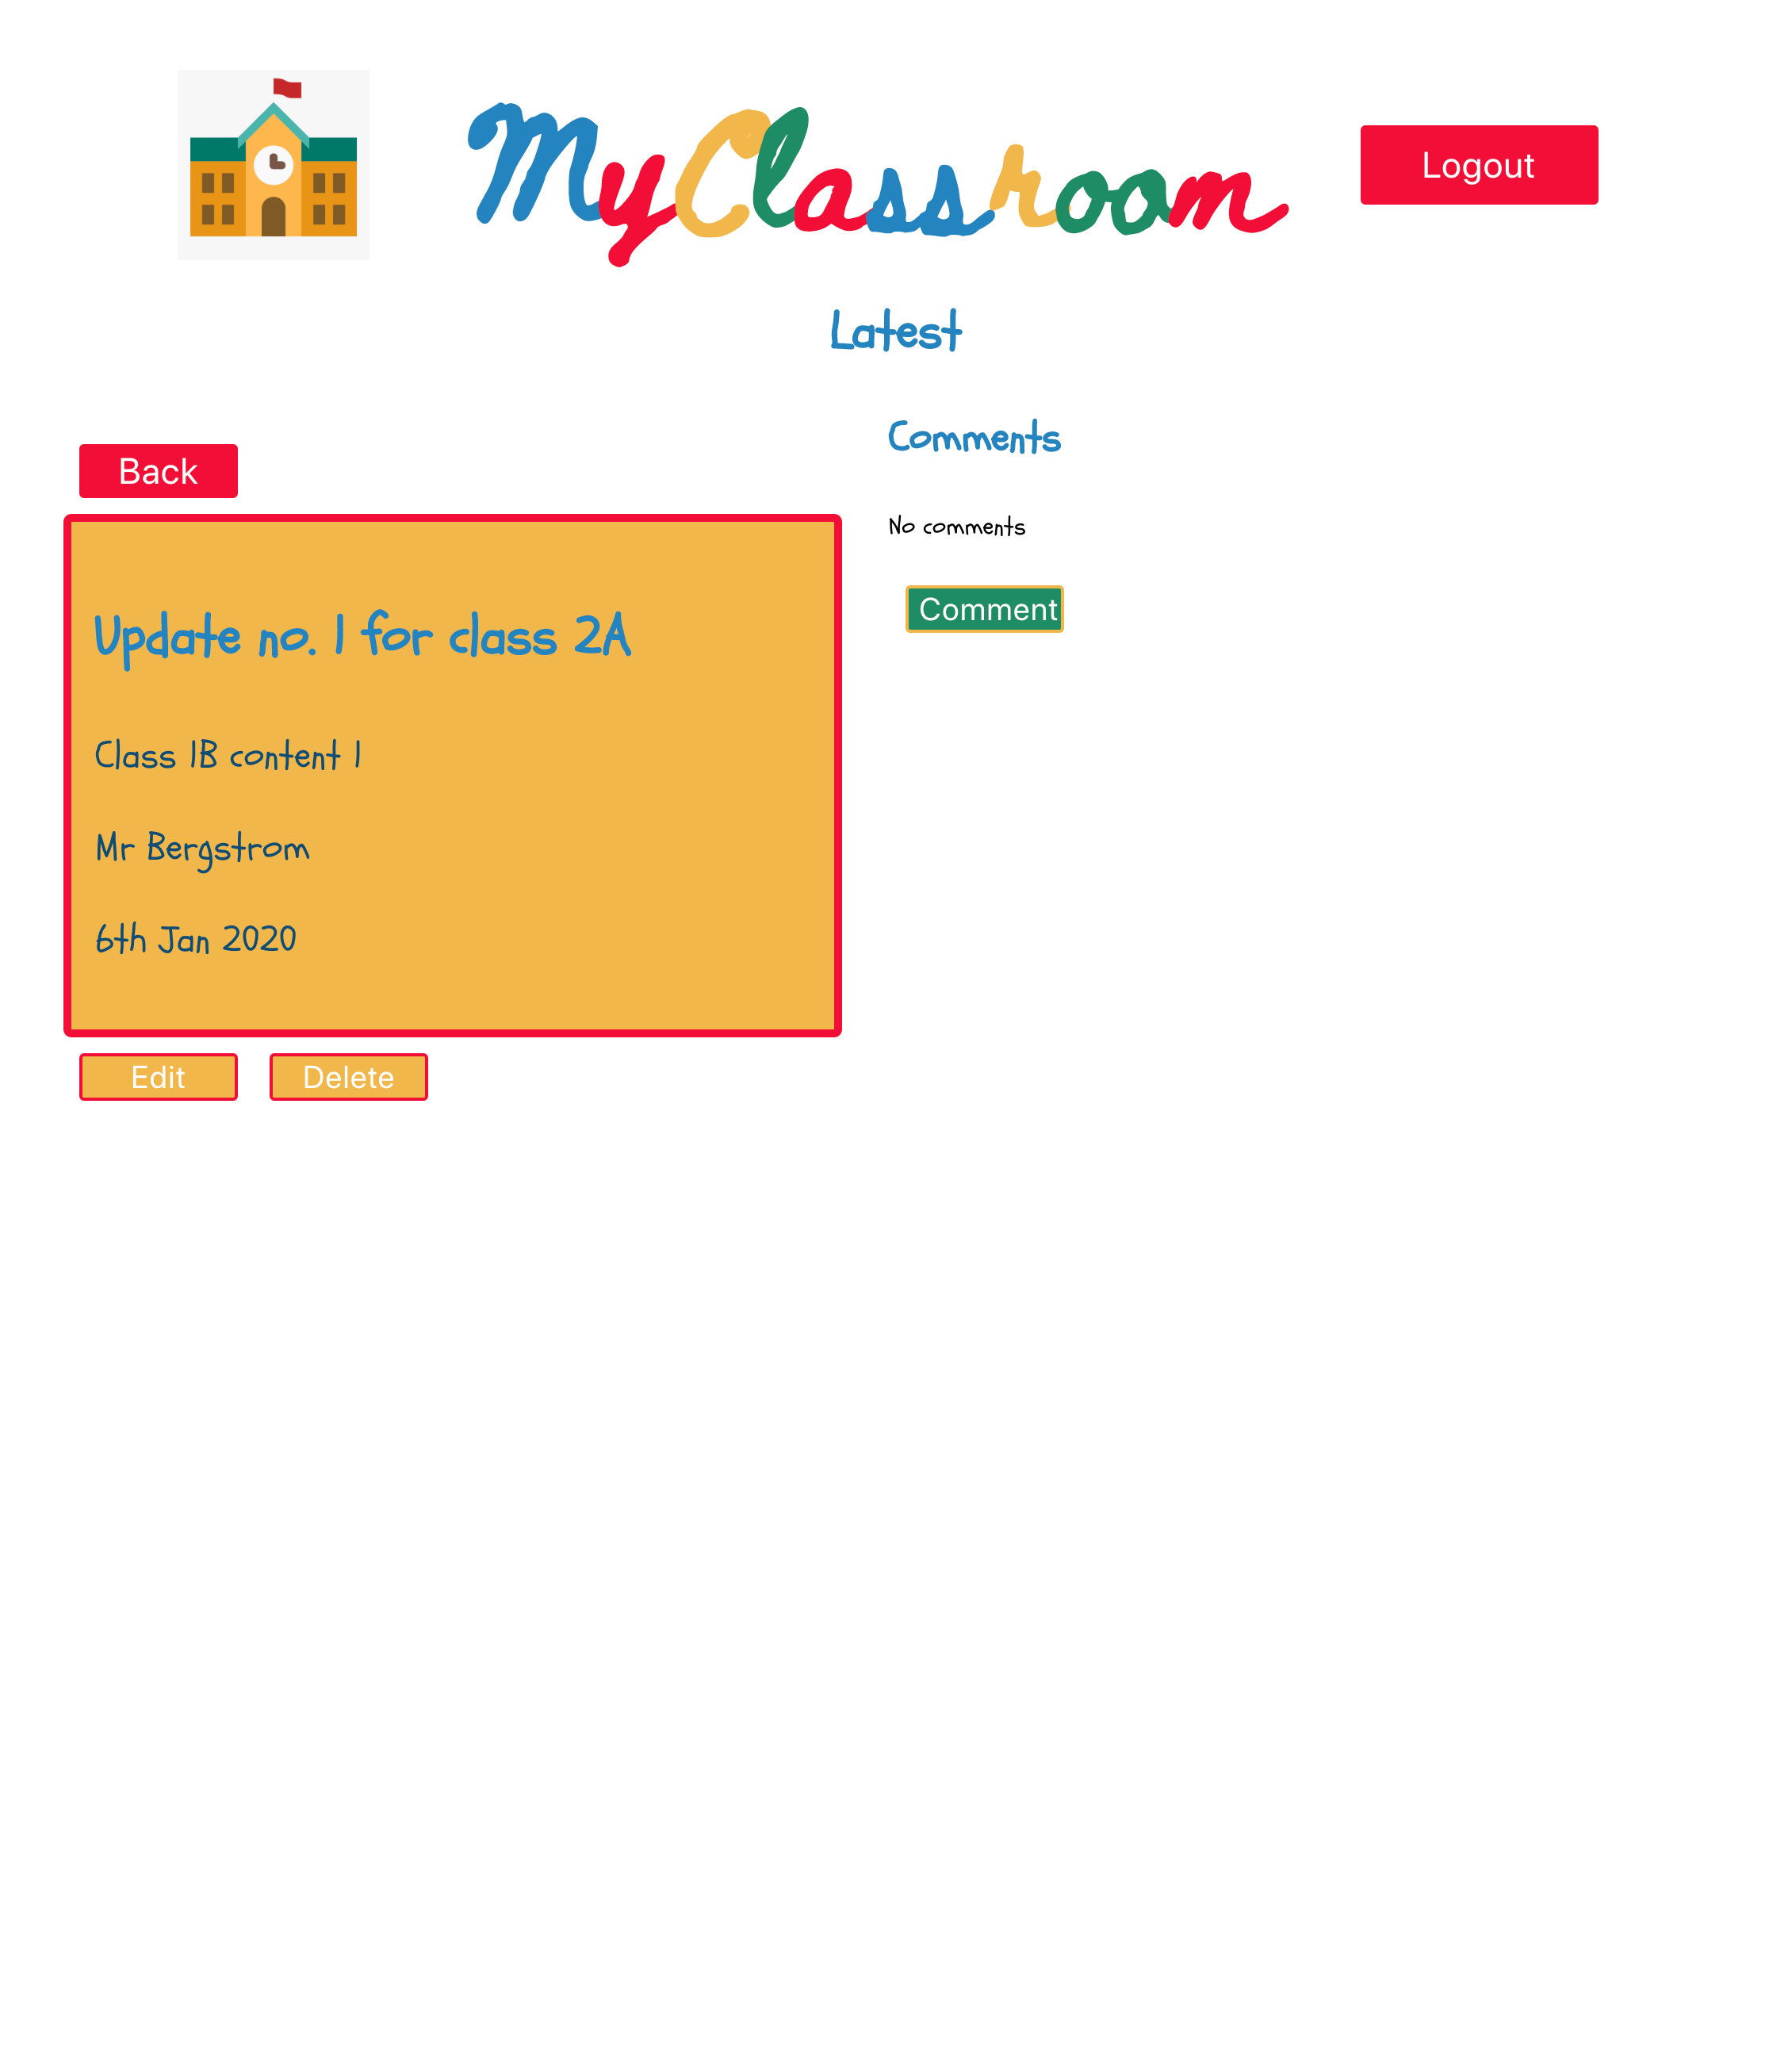 MyClassroom
Logout
Latest
Back
Update no. 1 for class 2A
Class 1B content 1
Mr Bergstrom
6th Jan 2020
Edit
Delete
Comments
No comments
Comment